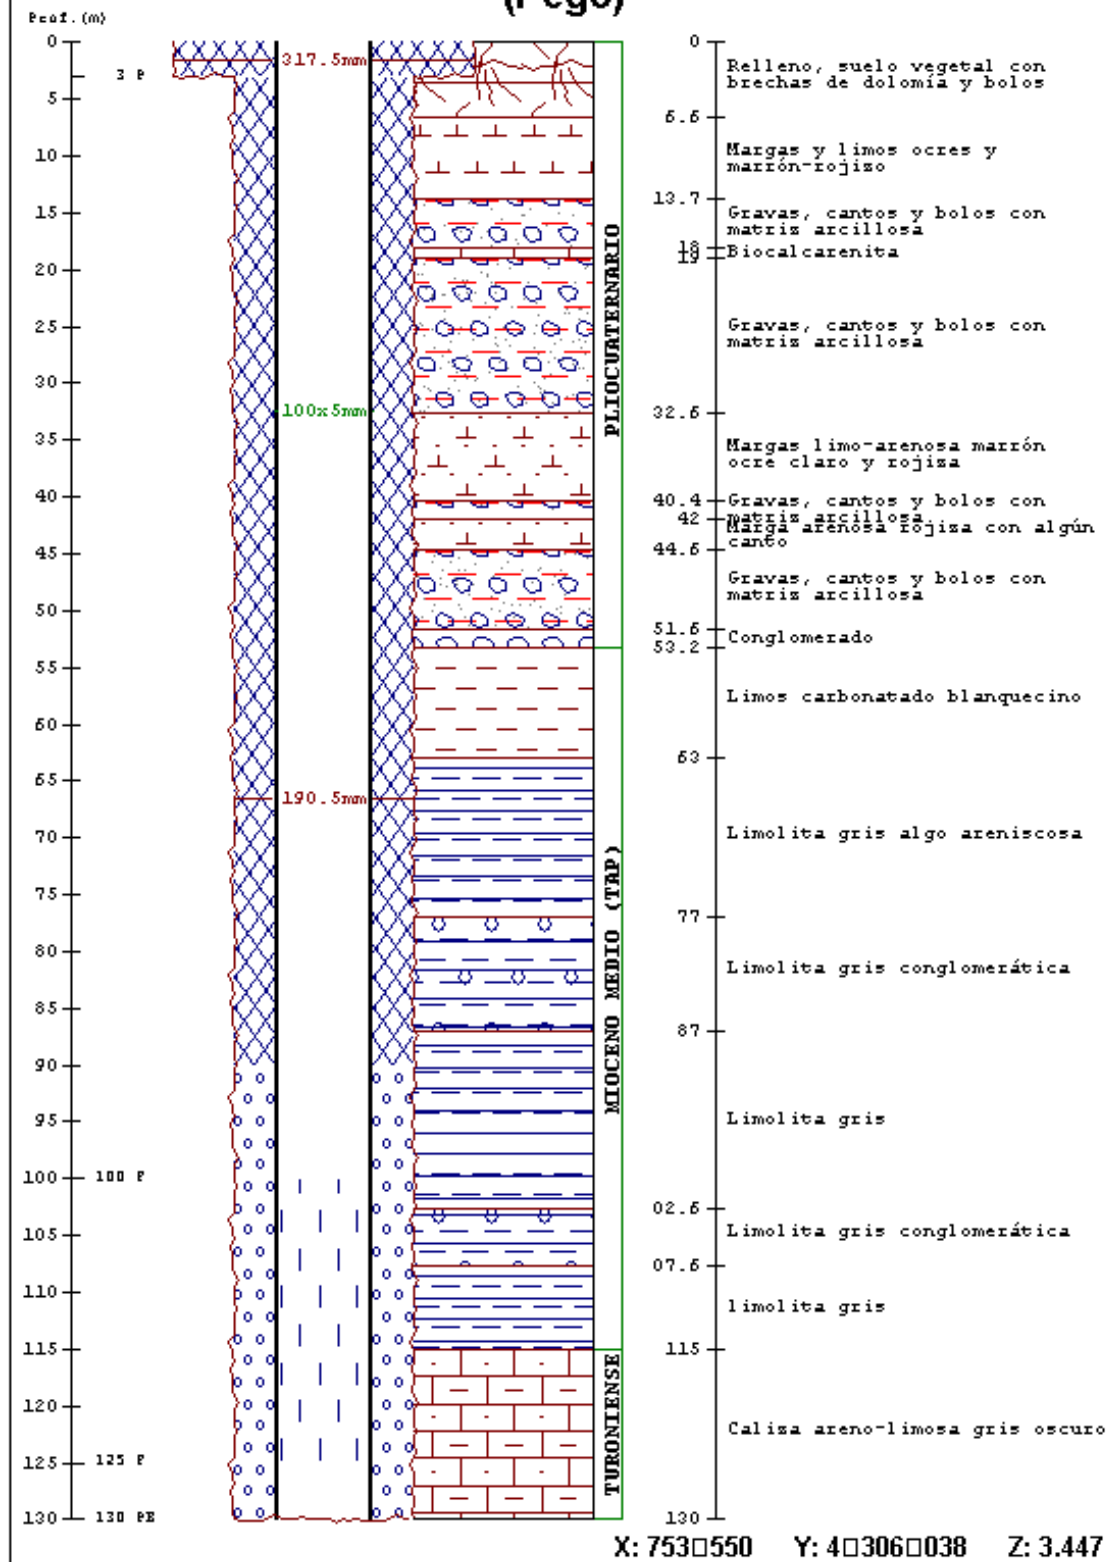 (Pego)
Prof.(m)
0
3 P
5
10
15
20
25
30
35
40
45
50
55
60
65
70
75
80
85
90
95
100
100 F
105
110
115
120
125
125 F
130
130 PE
317.5mm
100x5mm
190.5mm
PLIOCUATERNARIO
MIOCENO MEDIO (TAP)
TURONIENSE
0
Relleno, suelo vegetal con
brechas de dolomía y bolos
6.6
Margas y limos ocres y
marrón-rojizo
13.7
Gravas, cantos y bolos con
matriz arcillosa
18
19
Biocalcarenita
Gravas, cantos y bolos con
matriz arcillosa
32.6
Margas limo-arenosa marrón
ocre claro y rojiza
40.4
Gravas, cantos y bolos con
matriz arcillosa
42
Marga arenosa rojiza con algún
canto
44.6
Gravas, cantos y bolos con
matriz arcillosa
51.6
Conglomerado
53.2
Limos carbonatado blanquecino
63
Limolita gris algo areniscosa
77
Limolita gris conglomerática
87
Limolita gris
02.6
Limolita gris conglomerática
07.6
limolita gris
115
Caliza areno-limosa gris oscuro
130
X: 753□550 Y: 4□306□038 Z: 3.447